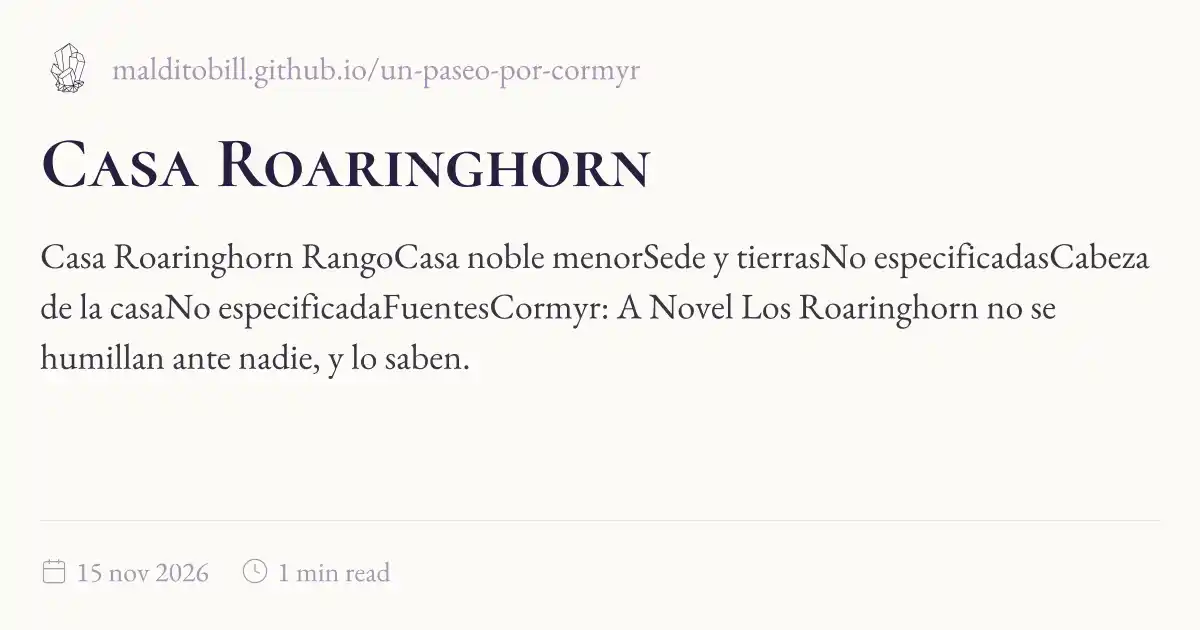 malditobill.github.io/un-paseo-por-cormyr
Casa Roaringhorn
Casa Roaringhorn RangoCasa noble menorSede y tierrasNo especificadasCabeza
de la casaNo especificadaFuentesCormyr: A Novel Los Roaringhorn no se
humillan ante nadie, y lo saben.
15 nov 2026
1 min read